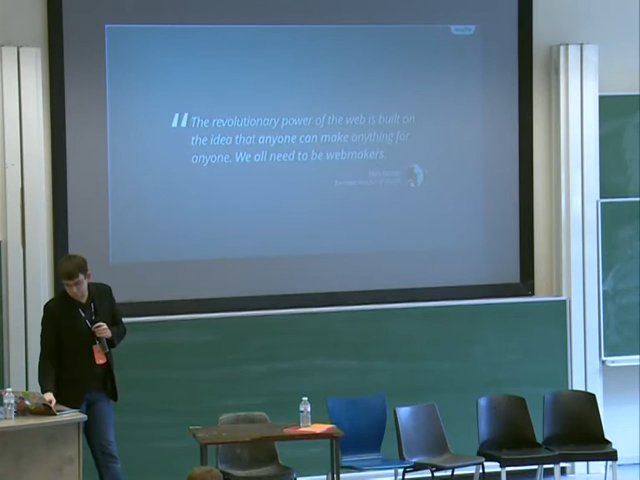 The revolutionary power of the web is built on
the idea that anyone can make anything for
anyone. We all need to be webmakers.